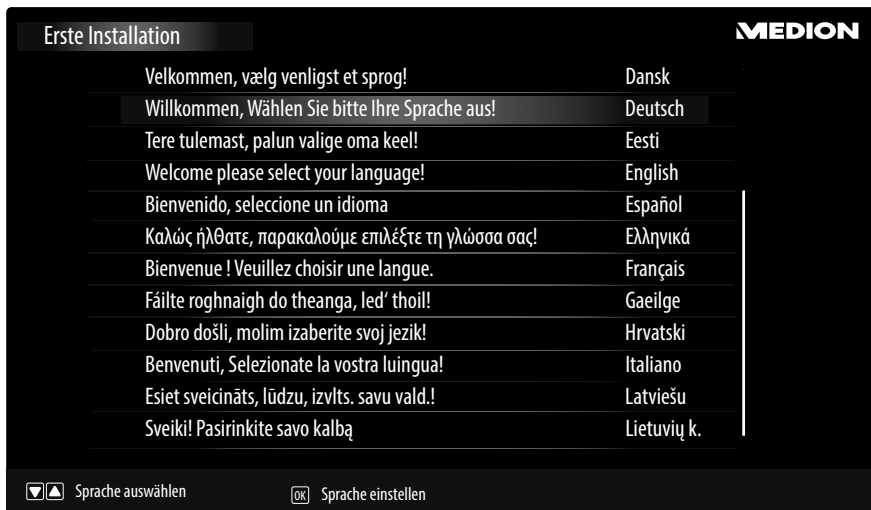 Erste Installation
MEDION
Velkommen, vælg venligst et sprog! Dansk
Willkommen, Wählen Sie bitte Ihre Sprache aus! Deutsch
Tere tulemast, palun valige oma keel! Eesti
Welcome please select your language! English
Bienvenido, seleccione un idioma Español
Καλώς ήλθατε, παρακαλούμε επιλέξτε τη γλώσσα σας! Ελληνικά
Bienvenue ! Veuillez choisir une langue. Français
Fáilte roghnaigh do theanga, led‘ thoil! Gaeilge
Dobro došli, molim izaberite svoj jezik! Hrvatski
Benvenuti, Selezionate la vostra luingua! Italiano
Esiet sveicināts, lūdzu, izvlts. savu vald.! Latviešu
Sveiki! Pasirinkite savo kalbą Lietuvių k.
Sprache auswählen OK Sprache einstellen